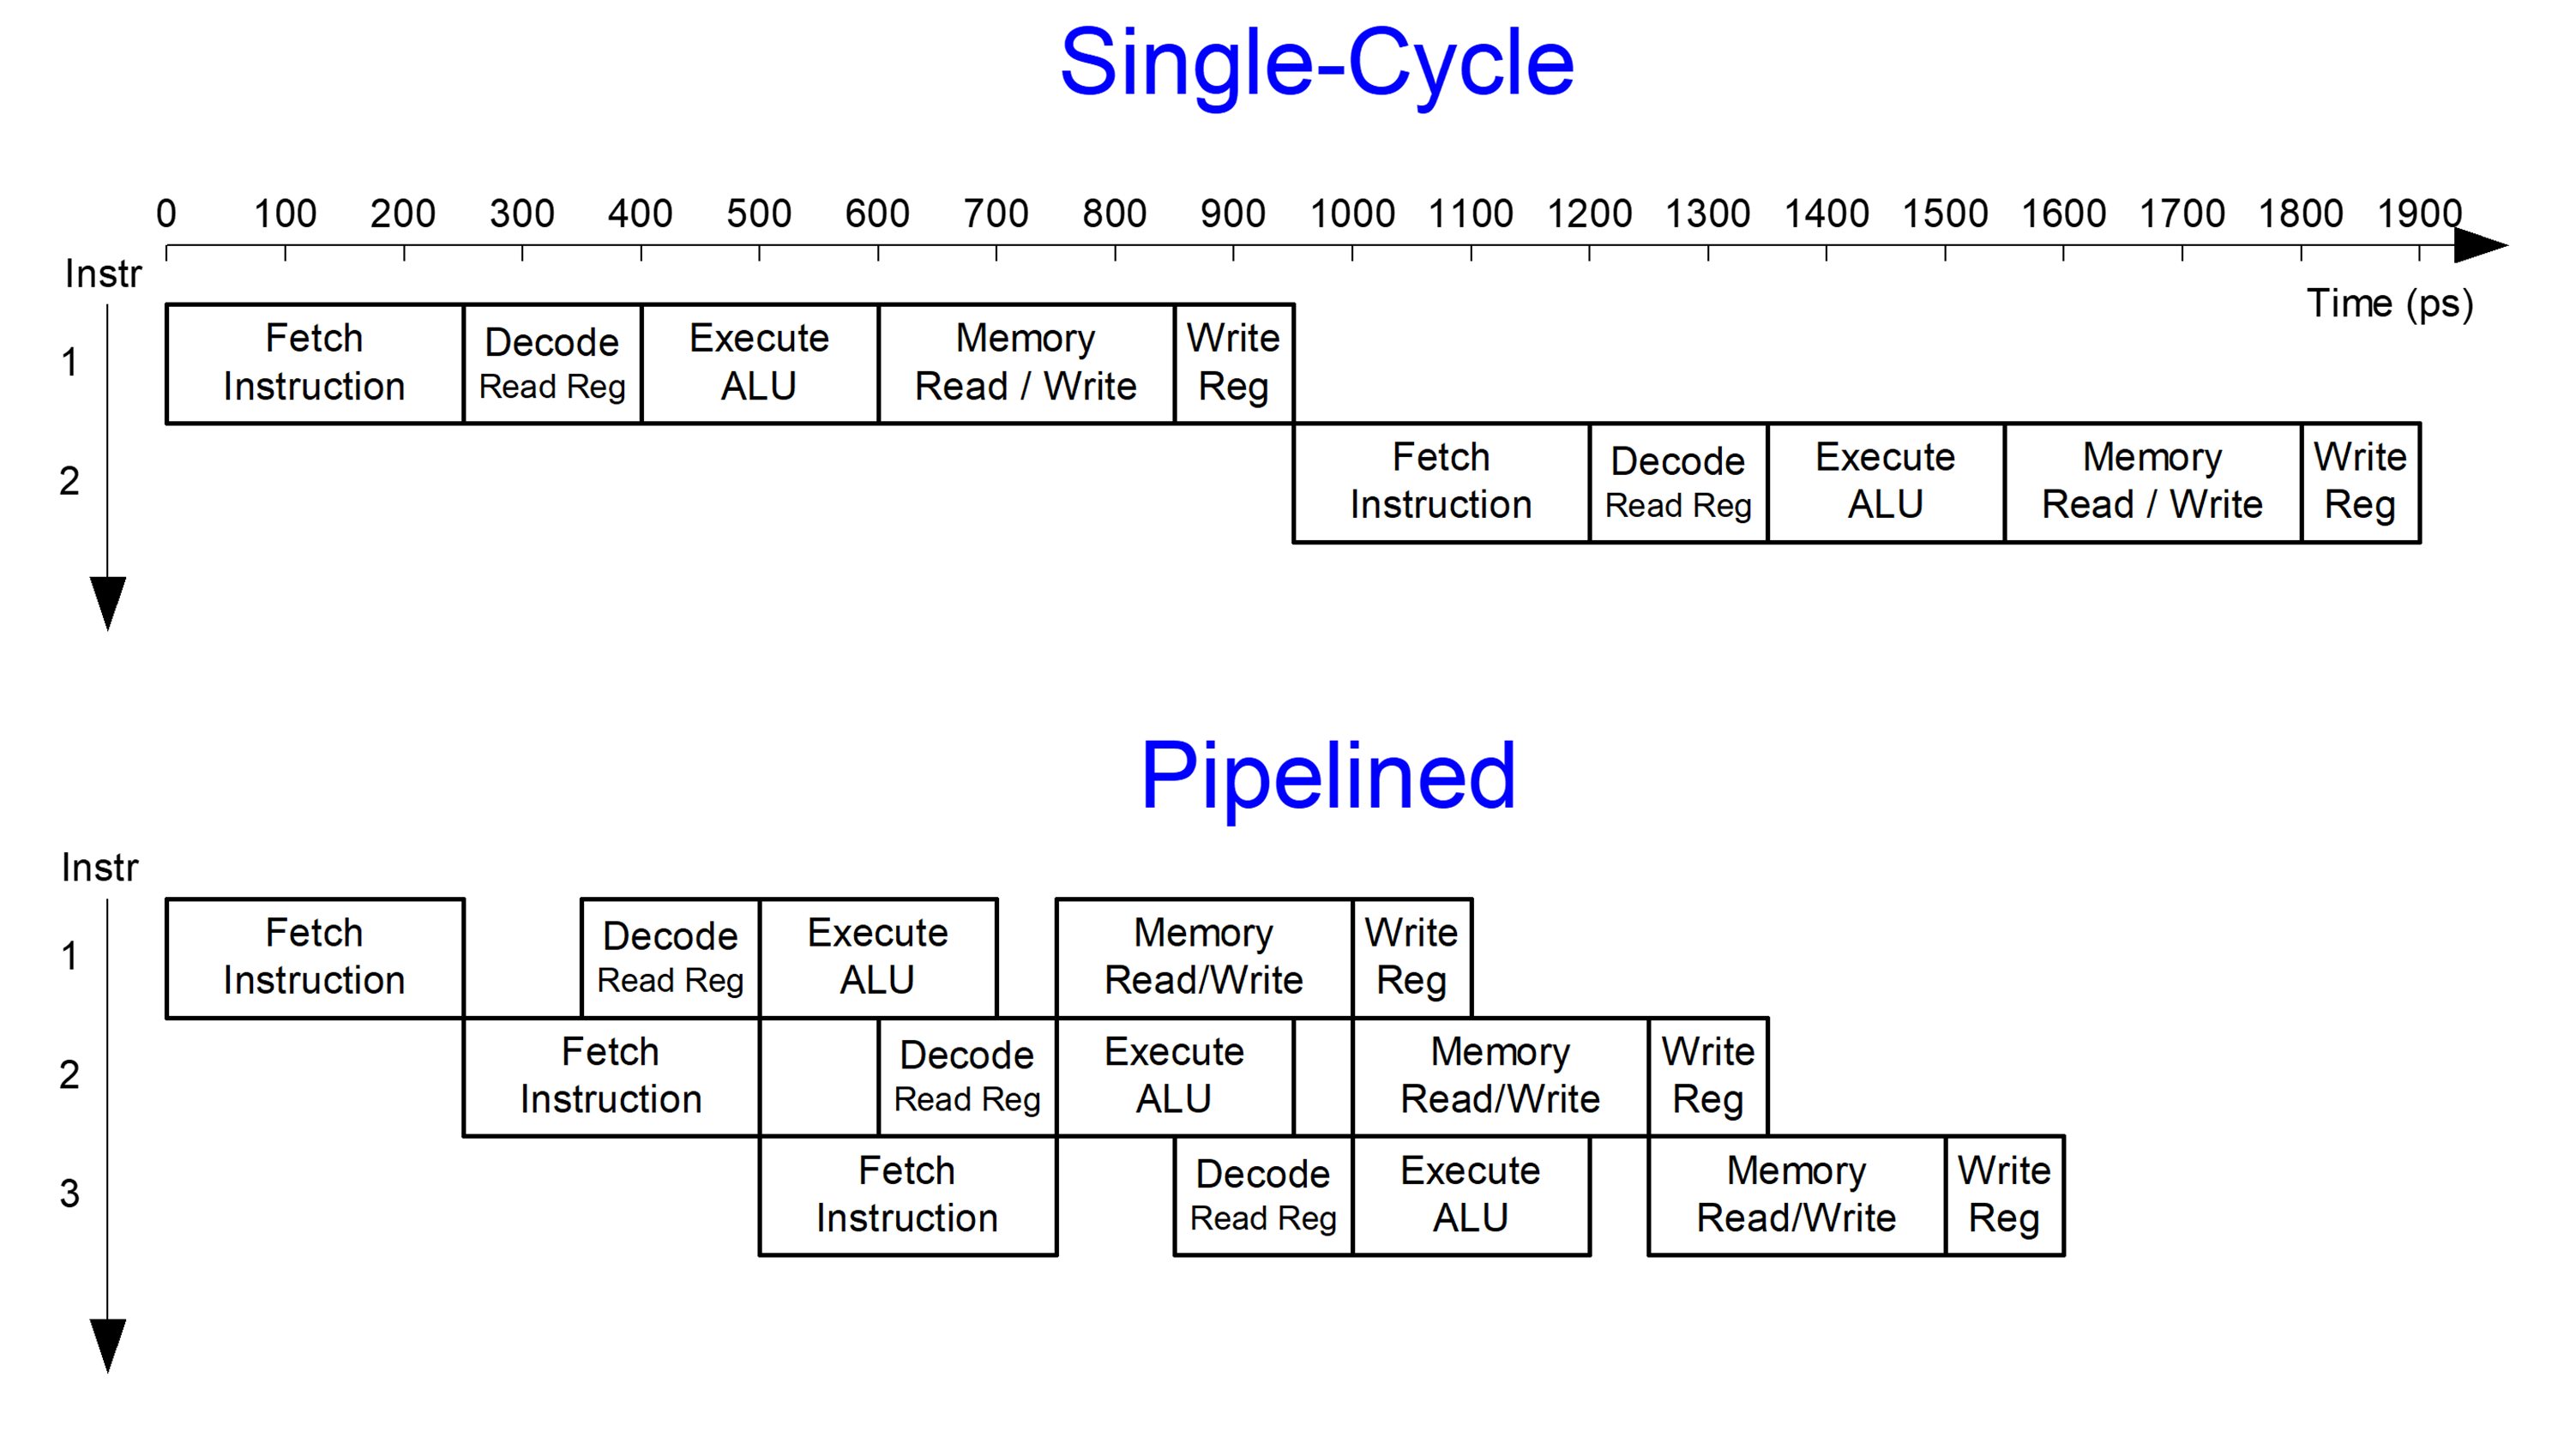 Single-Cycle
0 100 200 300 400 500 600 700 800 900 1000 1100 1200 1300 1400 1500 1600 1700 1800 1900
Instr
Time (ps)
1
Fetch
Instruction
Decode
Read Reg
Execute
ALU
Memory
Read / Write
Write
Reg
2
Fetch
Instruction
Decode
Read Reg
Execute
ALU
Memory
Read / Write
Write
Reg
Pipelined
Instr
1
Fetch
Instruction
Decode
Read Reg
Execute
ALU
Memory
Read/Write
Write
Reg
2
Fetch
Instruction
Decode
Read Reg
Execute
ALU
Memory
Read/Write
Write
Reg
3
Fetch
Instruction
Decode
Read Reg
Execute
ALU
Memory
Read/Write
Write
Reg